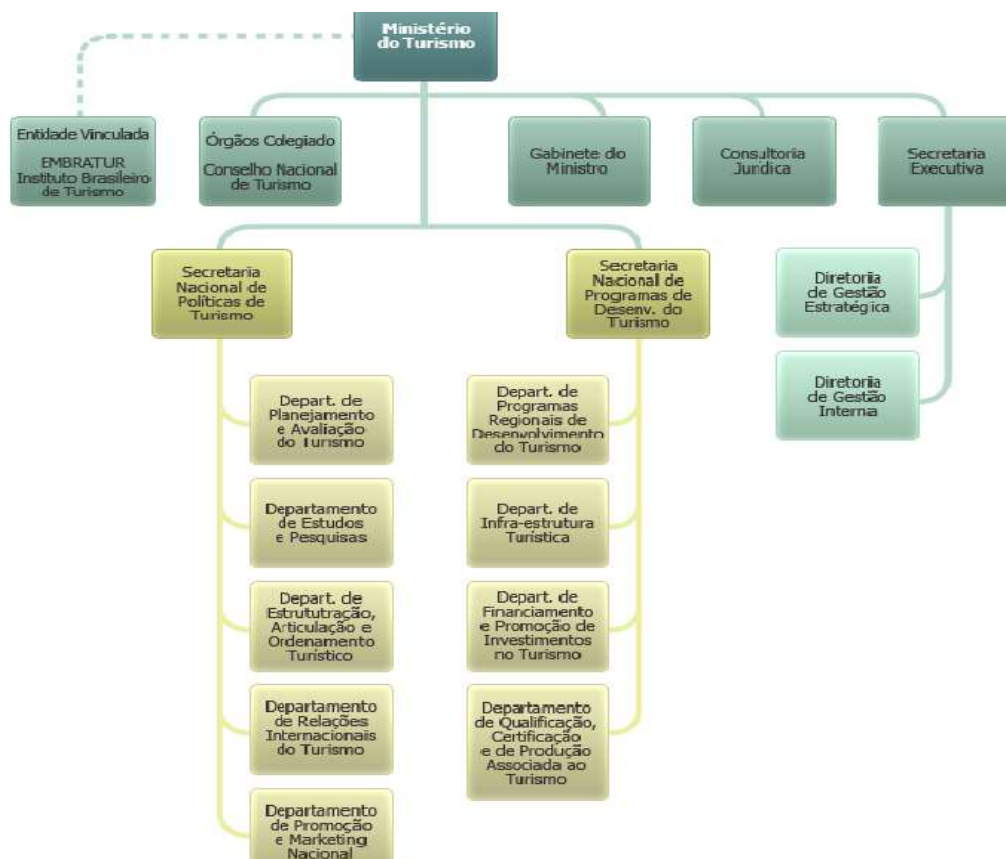 Ministério
do Turismo
Entidade Vinculada
EMBRATUR
Instituto Brasileiro
de Turismo
Órgãos Colegiado
Conselho Nacional
de Turismo
Gabinete do
Ministro
Consultoria
Jurídica
Secretaria
Executiva
Secretaria
Nacional de
Políticas de
Turismo
Secretaria
Nacional de
Programas de
Desenv. do
Turismo
Diretoria
de Gestão
Estratégica
Diretoria
de Gestão
Interna
Depart. de
Planejamento
e Avaliação
do Turismo
Departamento
de Estudos
e Pesquisas
Depart. de
Estrututração,
Articulação e
Ordenamento
Turístico
Departamento
de Relações
Internacionais
do Turismo
Departamento
de Promoção
e Marketing
Nacional
Depart. de
Programas
Regionais de
Desenvolvimento
do Turismo
Depart. de
Infra-estrutura
Turística
Depart. de
Financiamento
e Promoção de
Investimentos
no Turismo
Departamento
de Qualificação,
Certificação
e de Produção
Associada ao
Turismo